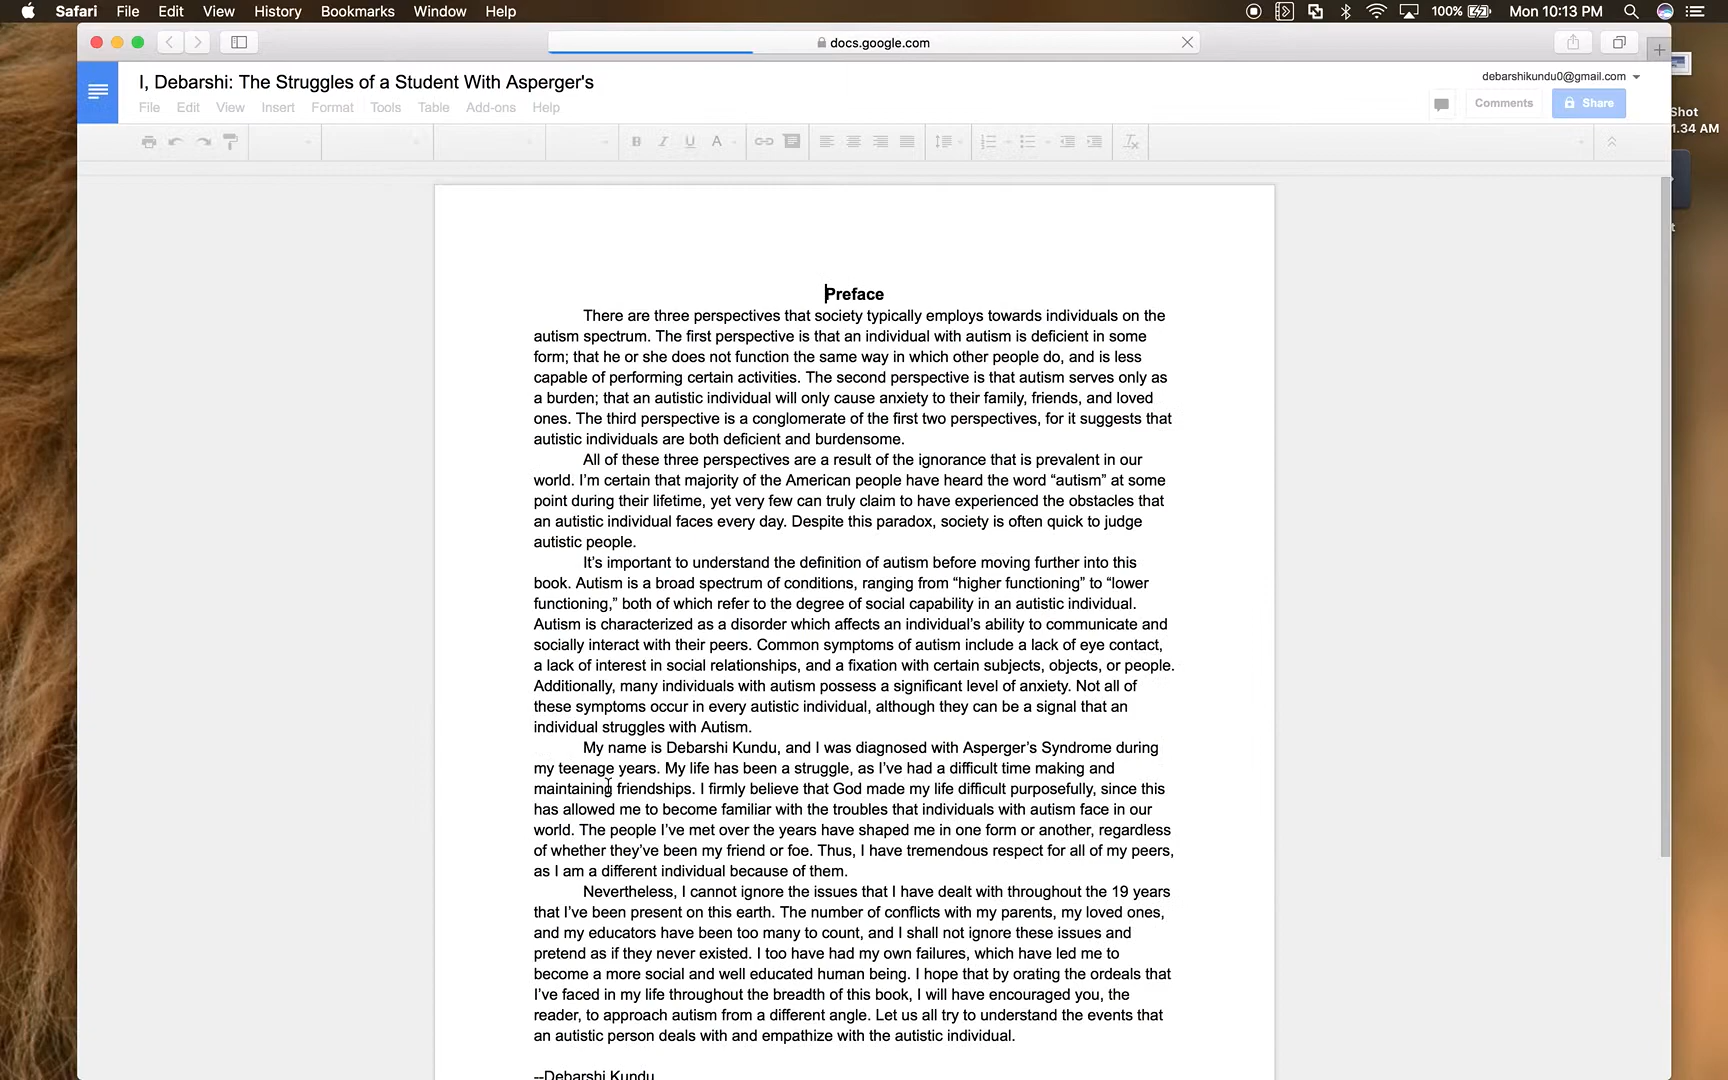 Safari File Edit View History Bookmarks Window Help 100% Mon 10:13 PM
docs.google.com
I, Debarshi: The Struggles of a Student With Asperger's
debarshikundu0@gmail.com
File Edit View Insert Format Tools Table Add-ons Help
Comments Share
Shot
1.34 AM
B I U A
Preface
There are three perspectives that society typically employs towards individuals on the
autism spectrum. The first perspective is that an individual with autism is deficient in some
form; that he or she does not function the same way in which other people do, and is less
capable of performing certain activities. The second perspective is that autism serves only as
a burden; that an autistic individual will only cause anxiety to their family, friends, and loved
ones. The third perspective is a conglomerate of the first two perspectives, for it suggests that
autistic individuals are both deficient and burdensome.
All of these three perspectives are a result of the ignorance that is prevalent in our
world. I’m certain that majority of the American people have heard the word “autism” at some
point during their lifetime, yet very few can truly claim to have experienced the obstacles that
an autistic individual faces every day. Despite this paradox, society is often quick to judge
autistic people.
It’s important to understand the definition of autism before moving further into this
book. Autism is a broad spectrum of conditions, ranging from “higher functioning” to “lower
functioning,” both of which refer to the degree of social capability in an autistic individual.
Autism is characterized as a disorder which affects an individual’s ability to communicate and
socially interact with their peers. Common symptoms of autism include a lack of eye contact,
a lack of interest in social relationships, and a fixation with certain subjects, objects, or people.
Additionally, many individuals with autism possess a significant level of anxiety. Not all of
these symptoms occur in every autistic individual, although they can be a signal that an
individual struggles with Autism.
My name is Debarshi Kundu, and I was diagnosed with Asperger’s Syndrome during
my teenage years. My life has been a struggle, as I’ve had a difficult time making and
maintaining friendships. I firmly believe that God made my life difficult purposefully, since this
has allowed me to become familiar with the troubles that individuals with autism face in our
world. The people I’ve met over the years have shaped me in one form or another, regardless
of whether they’ve been my friend or foe. Thus, I have tremendous respect for all of my peers,
as I am a different individual because of them.
Nevertheless, I cannot ignore the issues that I have dealt with throughout the 19 years
that I’ve been present on this earth. The number of conflicts with my parents, my loved ones,
and my educators have been too many to count, and I shall not ignore these issues and
pretend as if they never existed. I too have had my own failures, which have led me to
become a more social and well educated human being. I hope that by orating the ordeals that
I’ve faced in my life throughout the breadth of this book, I will have encouraged you, the
reader, to approach autism from a different angle. Let us all try to understand the events that
an autistic person deals with and empathize with the autistic individual.
--Debarshi Kundu